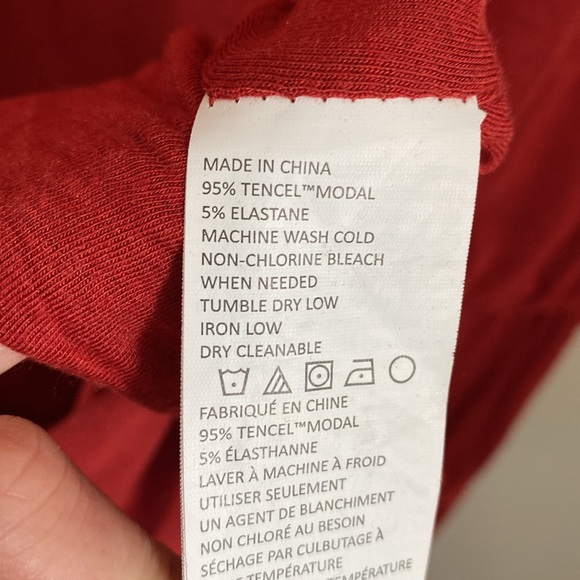 MADE IN CHINA
95% TENCEL™MODAL
5% ELASTANE
MACHINE WASH COLD
NON-CHLORINE BLEACH
WHEN NEEDED
TUMBLE DRY LOW
IRON LOW
DRY CLEANABLE
FABRIQUÉ EN CHINE
95% TENCEL™MODAL
5% ÉLASTHANNE
LAVER À MACHINE À FROID
UTILISER SEULEMENT
UN AGENT DE BLANCHIMENT
NON CHLORÉ AU BESOIN
SÉCHAGE PAR CULBUTAGE À
TEMPÉRATURE
TEMPÉRATURE